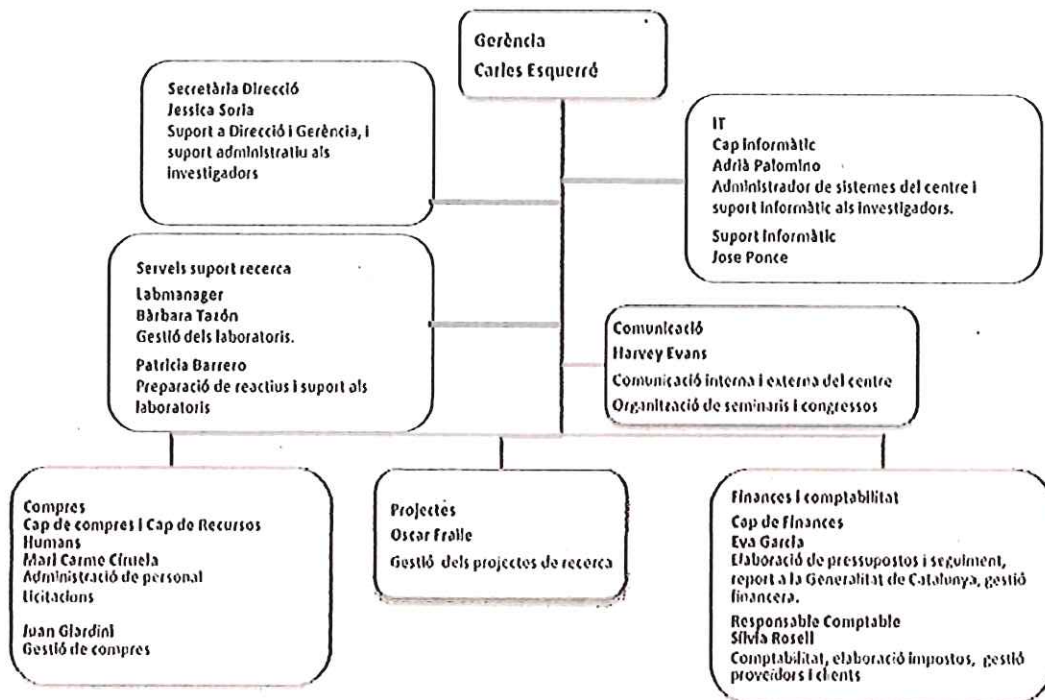 Gerència
Carles Esquerré
Secretària Direcció
Jessica Soria
Suport a Direcció i Gerència, i
suport administratiu als
investigadors
IT
Cap Informàtic
Adrià Palomino
Administrador de sistemes del centre i
suport informàtic als investigadors.
Suport Informàtic
Jose Ponce
Serveis suport recerca
Labmanager
Bàrbara Tazón
Gestió dels laboratoris.
Patricia Barrero
Preparació de reactius i suport als
laboratoris
Comunicació
Harvey Evans
Comunicació interna i externa del centre
Organització de seminaris i congressos
Compres
Cap de compres i Cap de Recursos
Humans
Mari Carme Ciruela
Administració de personal
Licitacions
Juan Giardini
Gestió de compres
Projectes
Oscar Fraile
Gestió dels projectes de recerca
Finances i comptabilitat
Cap de Finances
Eva Garcia
Elaboració de pressupostos i seguiment,
report a la Generalitat de Catalunya, gestió
financera.
Responsable Comptable
Sílvia Rosell
Comptabilitat, elaboració impostos, gestió
proveïdors i clients